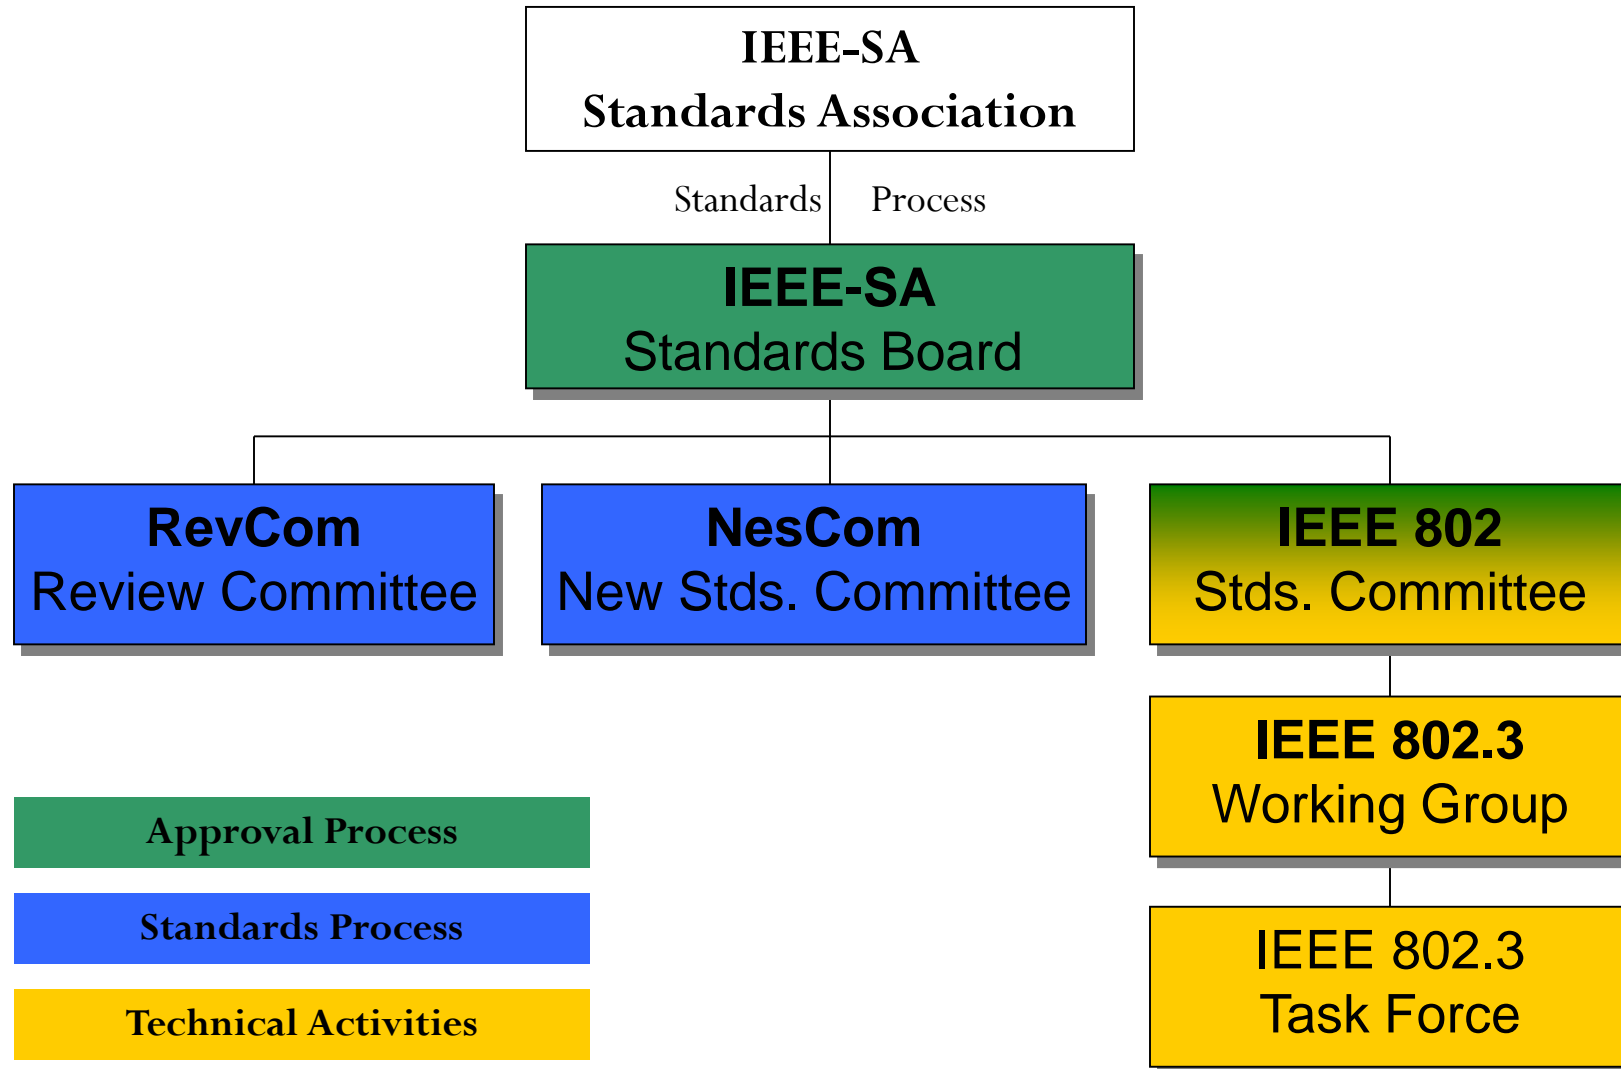 IEEE-SA
Standards Association
Standards Process
IEEE-SA
Standards Board
RevCom
Review Committee
NesCom
New Stds. Committee
IEEE 802
Stds. Committee
IEEE 802.3
Working Group
IEEE 802.3
Task Force
Approval Process
Standards Process
Technical Activities